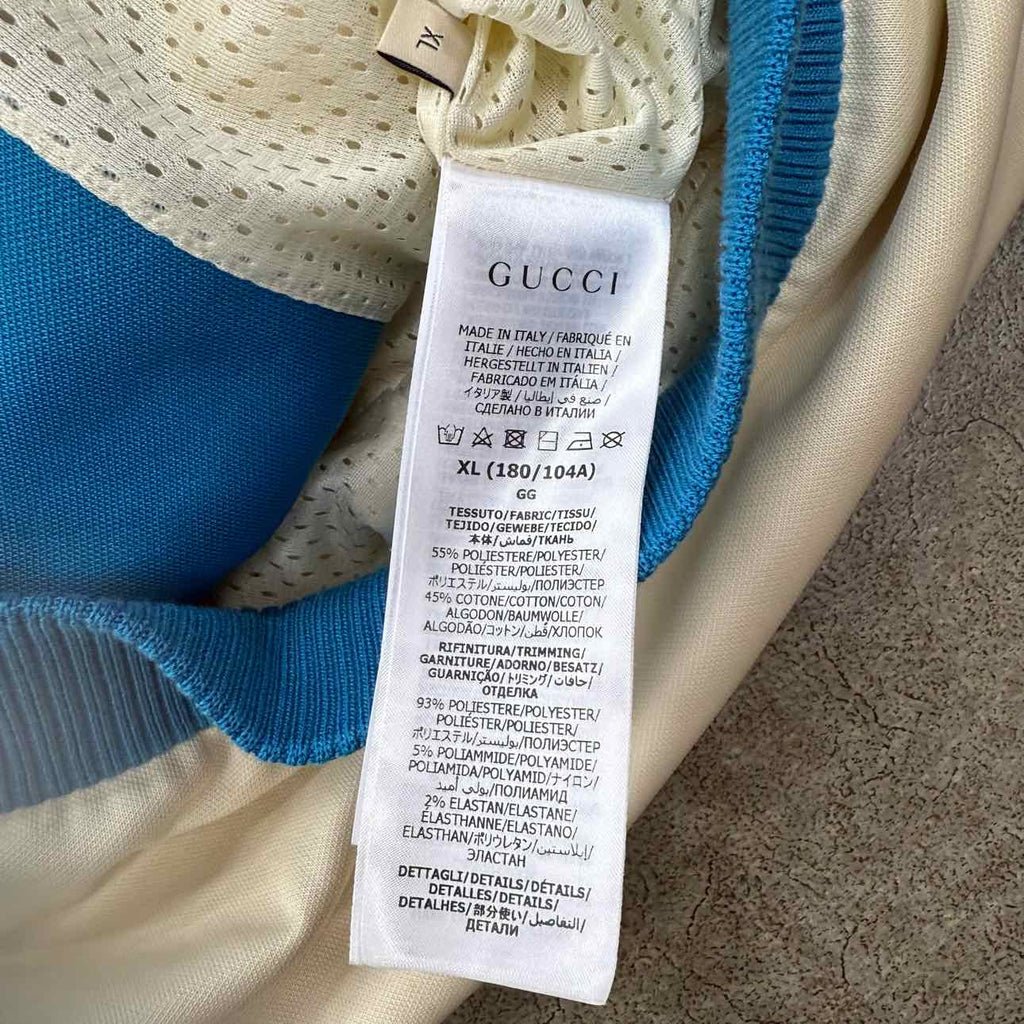 XL
GUCCI
MADE IN ITALY / FABRIQUÉ EN
ITALIE / HECHO EN ITALIA /
HERGESTELLT IN ITALIEN /
FABRICADO EM ITÁLIA /
イタリア製 / صنع في إيطاليا /
СДЕЛАНО В ИТАЛИИ
XL (180/104A)
GG
TESSUTO/FABRIC/TISSU/
TEJIDO/GEWEBE/TECIDO/
本体/قماش/ТКАНЬ
55% POLIESTERE/POLYESTER/
POLIÉSTER/POLIESTER/
ポリエステル/بوليستر/ПОЛИЭСТЕР
45% COTONE/COTTON/COTON/
ALGODON/BAUMWOLLE/
ALGODÃO/コットン/قطن/ХЛОПОК
RIFINITURA/TRIMMING/
GARNITURE/ADORNO/BESATZ/
GUARNIÇÃO/トリミング/حافات/
ОТДЕЛКА
93% POLIESTERE/POLYESTER/
POLIÉSTER/POLIESTER/
ポリエステル/بوليستر/ПОЛИЭСТЕР
5% POLIAMMIDE/POLYAMIDE/
POLIAMIDA/POLYAMID/ナイロン/
بولي أميد/ПОЛИАМИД
2% ELASTAN/ELASTANE/
ÉLASTHANNE/ELASTANO/
ELASTHAN/ポリウレタン/إيلاستين/
ЭЛАСТАН
DETTAGLI/DETAILS/DÉTAILS/
DETALLES/DETAILS/
DETALHES/部分使い/التفاصيل/
ДЕТАЛИ